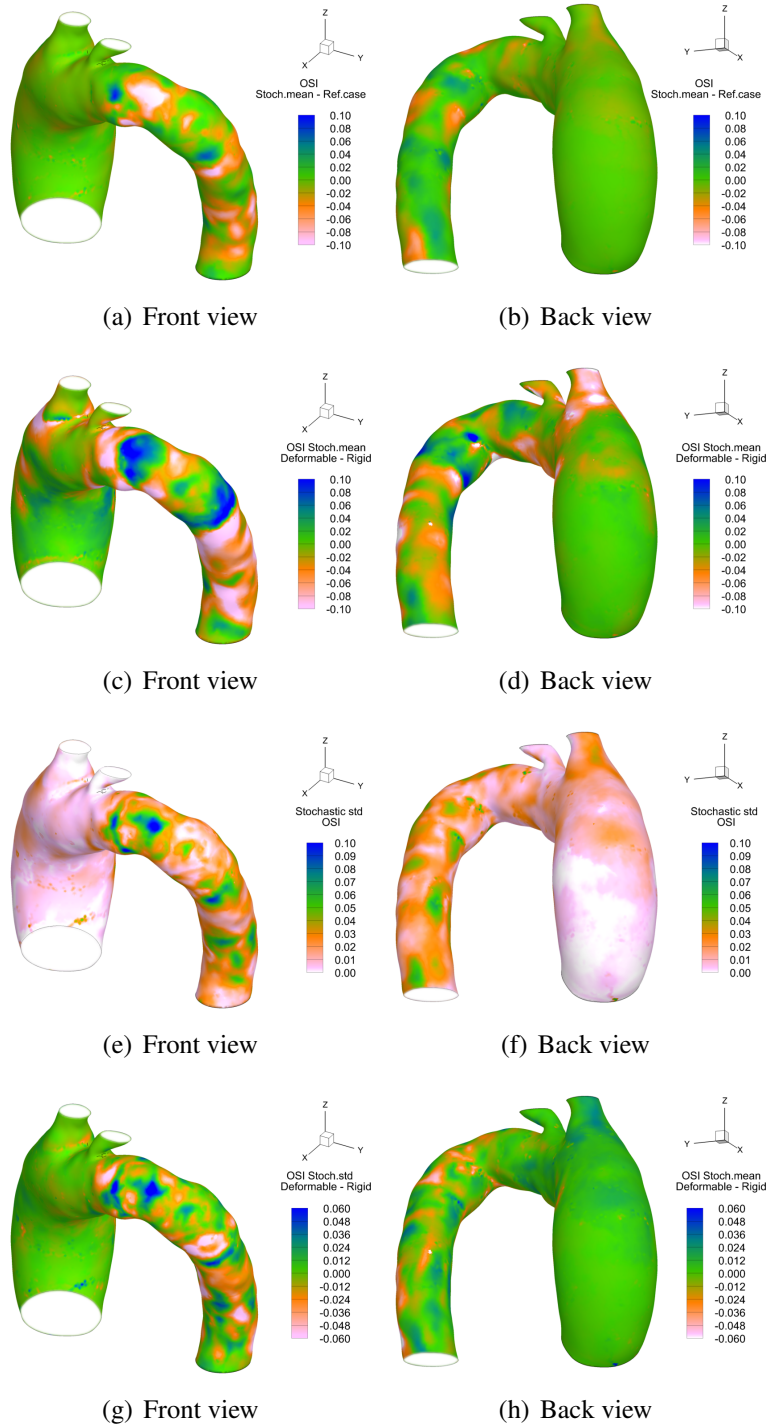 Z
X
Y
OSI
Stoch.mean - Ref.case
0.10
0.08
0.06
0.04
0.02
0.00
-0.02
-0.04
-0.06
-0.08
-0.10
(a) Front view
Z
Y
X
OSI
Stoch.mean - Ref.case
0.10
0.08
0.06
0.04
0.02
0.00
-0.02
-0.04
-0.06
-0.08
-0.10
(b) Back view
Z
X
Y
OSI Stoch.mean
Deformable - Rigid
0.10
0.08
0.06
0.04
0.02
0.00
-0.02
-0.04
-0.06
-0.08
-0.10
(c) Front view
Z
Y
X
OSI Stoch.mean
Deformable - Rigid
0.10
0.08
0.06
0.04
0.02
0.00
-0.02
-0.04
-0.06
-0.08
-0.10
(d) Back view
Z
X
Y
Stochastic std
OSI
0.10
0.09
0.08
0.07
0.06
0.05
0.04
0.03
0.02
0.01
0.00
(e) Front view
Z
Y
X
Stochastic std
OSI
0.10
0.09
0.08
0.07
0.06
0.05
0.04
0.03
0.02
0.01
0.00
(f) Back view
Z
X
Y
OSI Stoch.std
Deformable - Rigid
0.060
0.048
0.036
0.024
0.012
0.000
-0.012
-0.024
-0.036
-0.048
-0.060
(g) Front view
Z
Y
X
OSI Stoch.mean
Deformable - Rigid
0.060
0.048
0.036
0.024
0.012
0.000
-0.012
-0.024
-0.036
-0.048
-0.060
(h) Back view